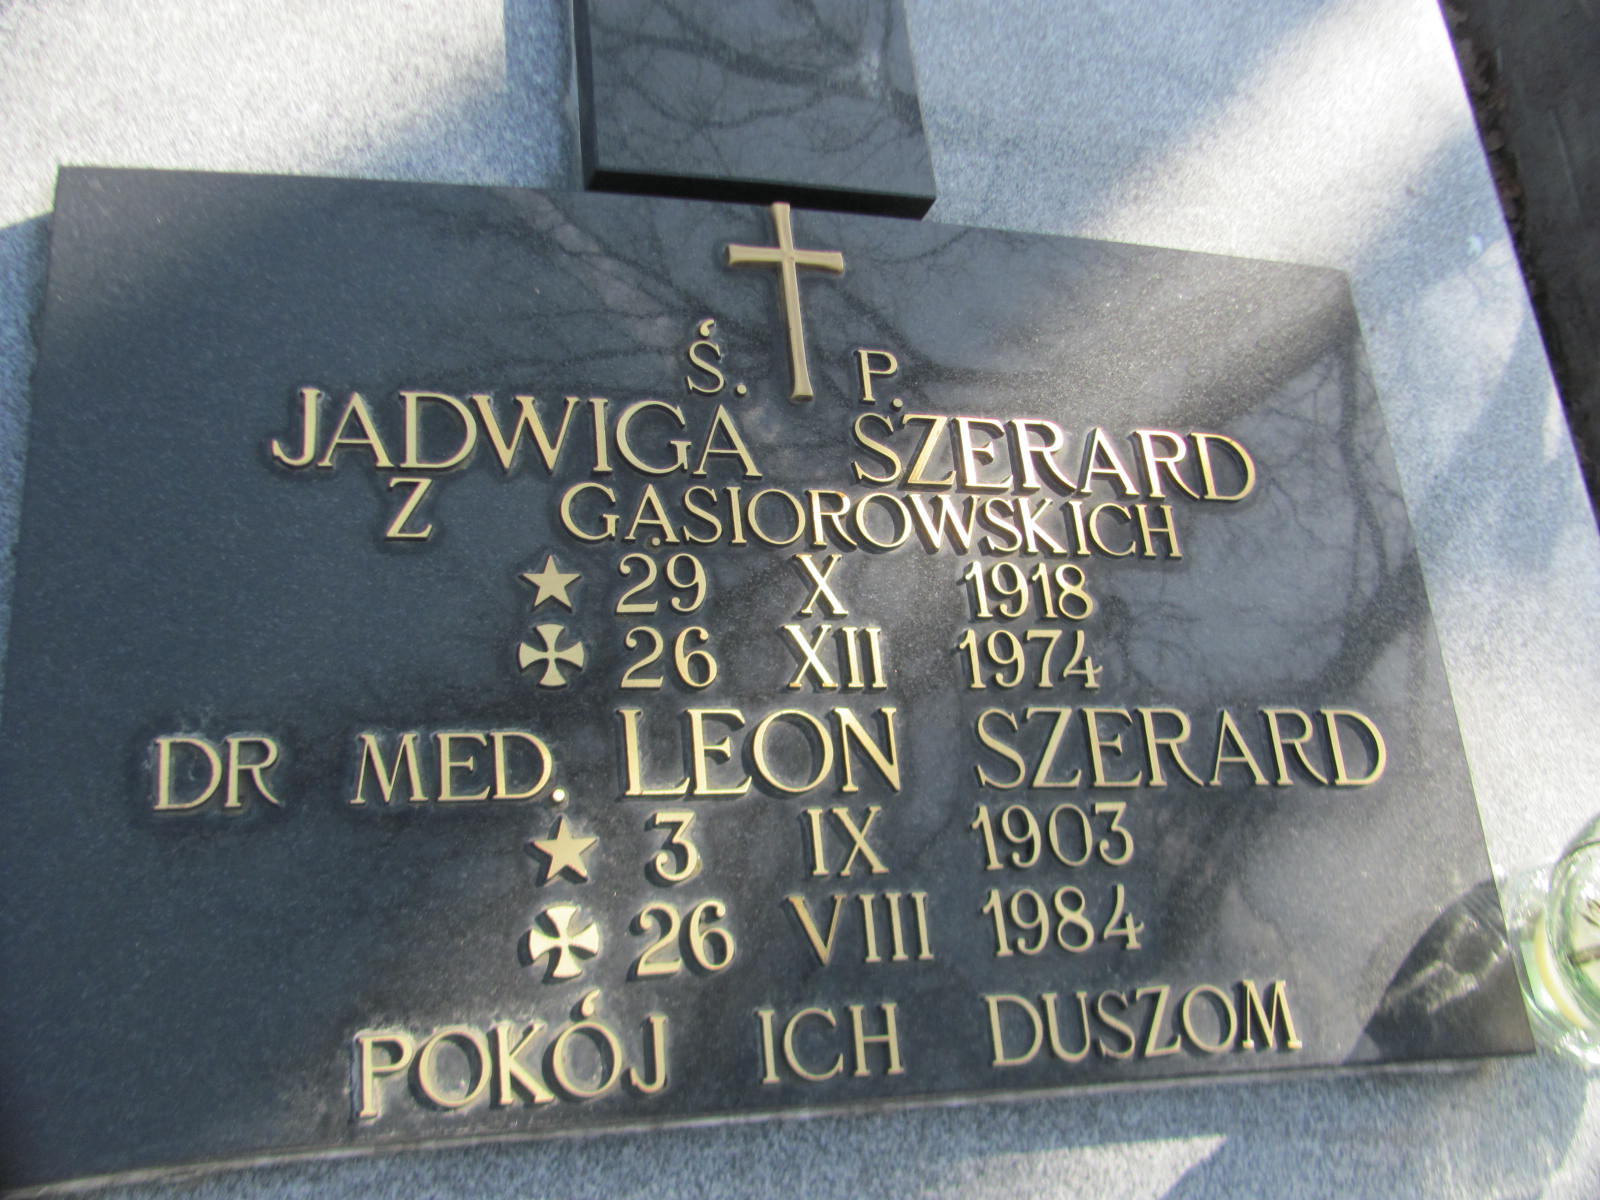 Ś. P.
JADWIGA SZERARD
Z GĄSIOROWSKICH
29 X 1918
26 XII 1974
DR MED. LEON SZERARD
3 IX 1903
26 VIII 1984
POKÓJ ICH DUSZOM